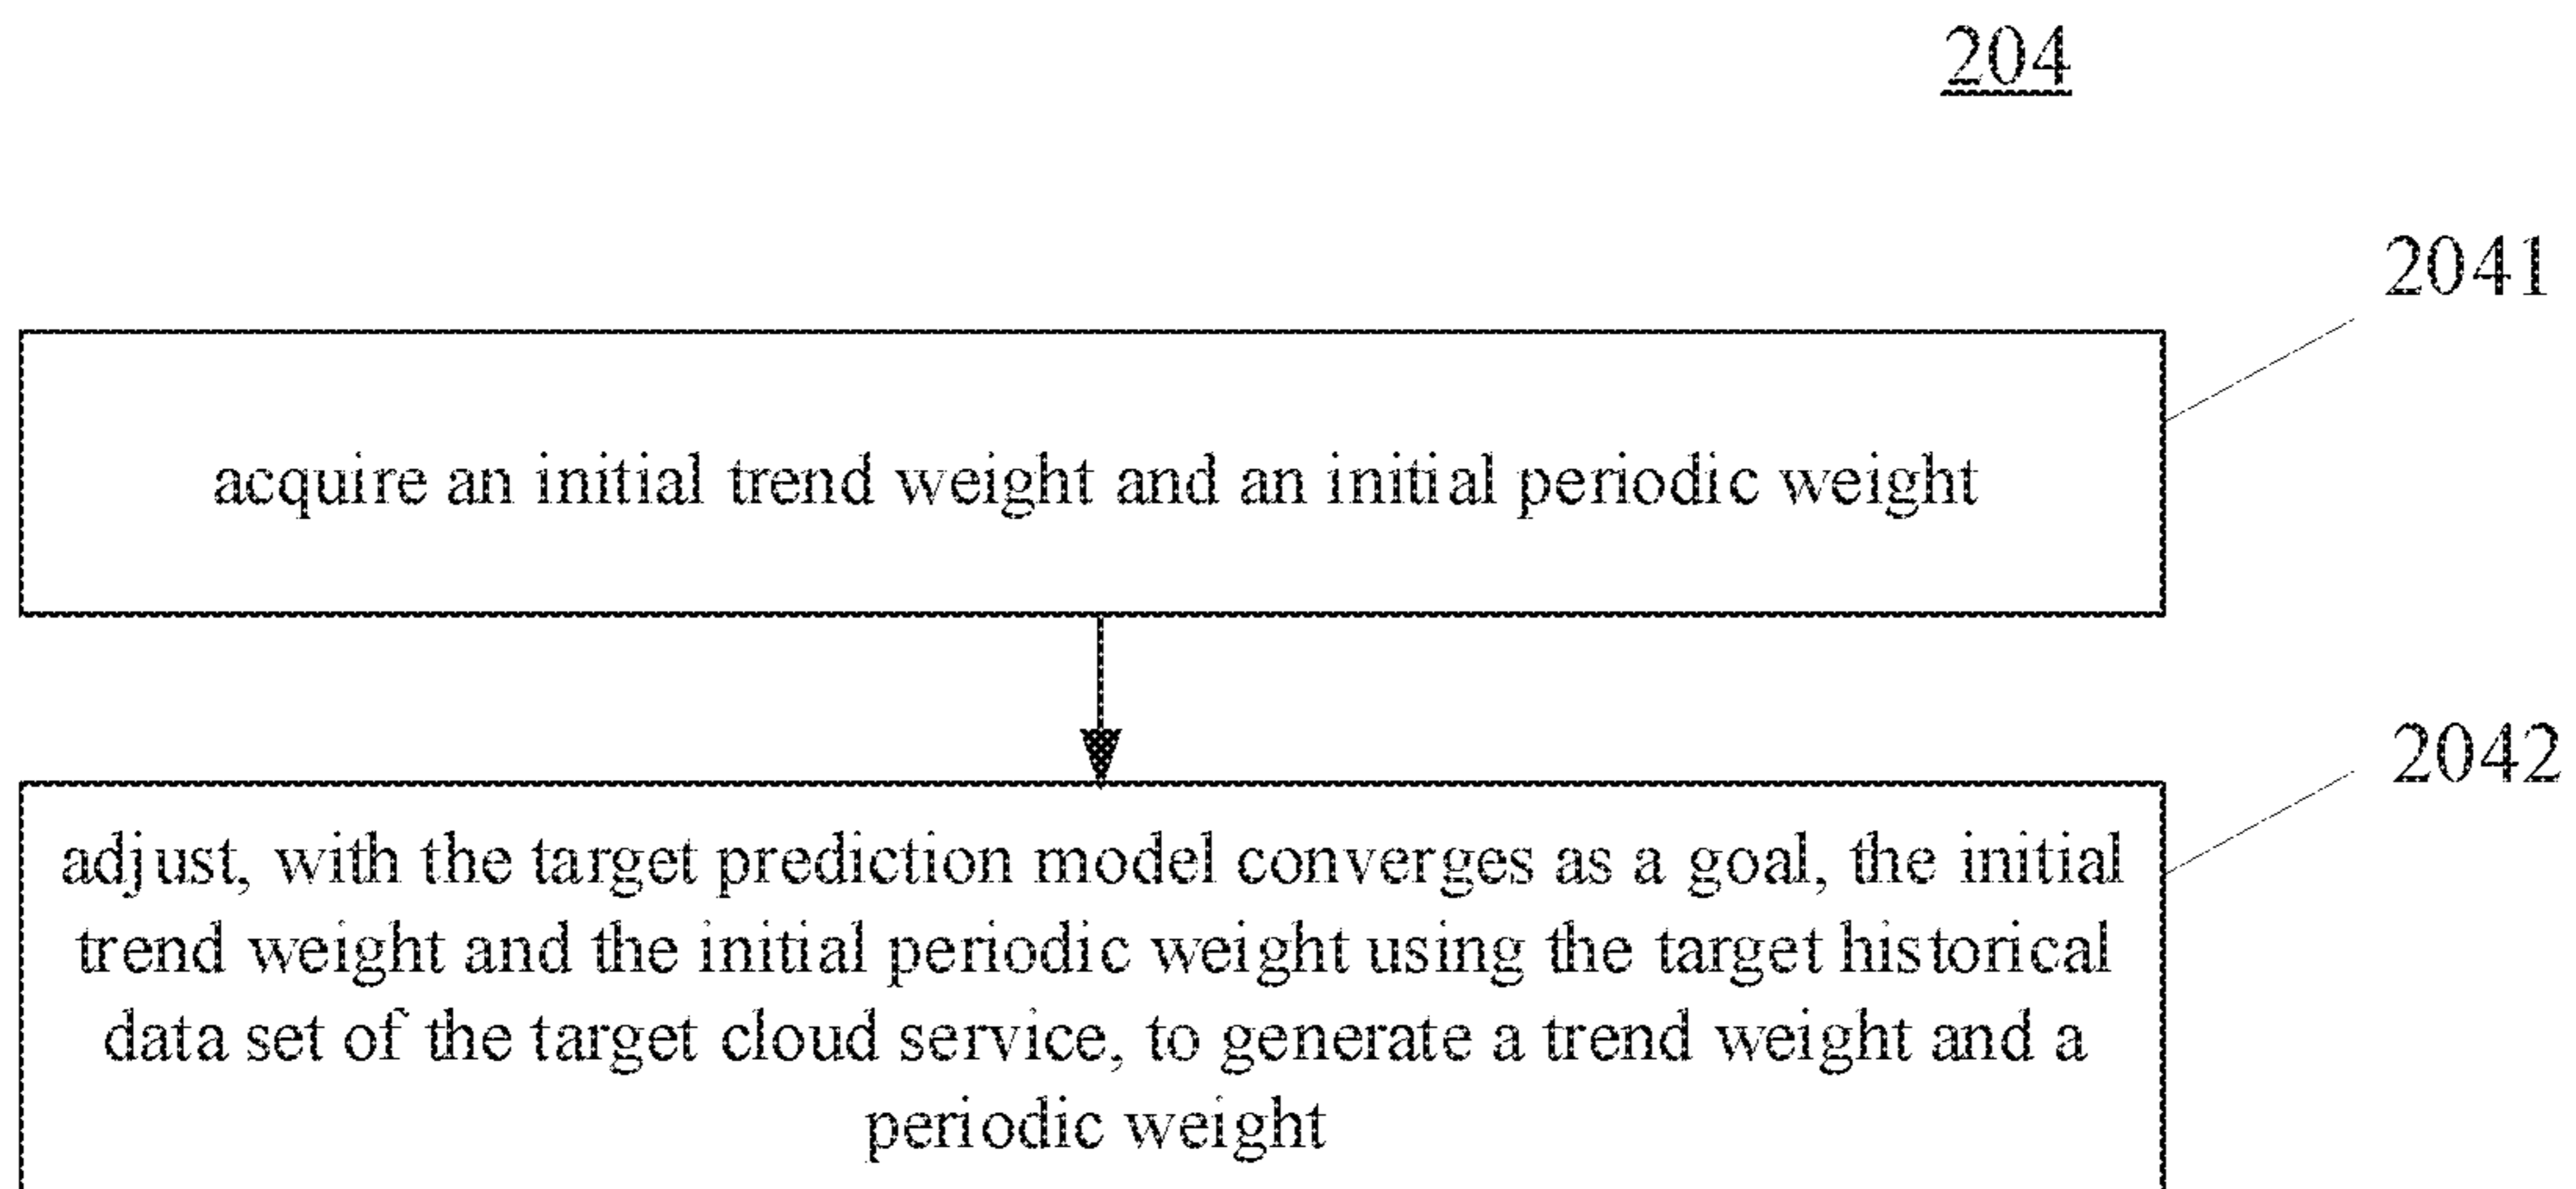 204
2041
acquire an initial trend weight and an initial periodic weight
2042
adjust, with the target prediction model converges as a goal, the initial
trend weight and the initial periodic weight using the target historical
data set of the target cloud service, to generate a trend weight and a
periodic weight